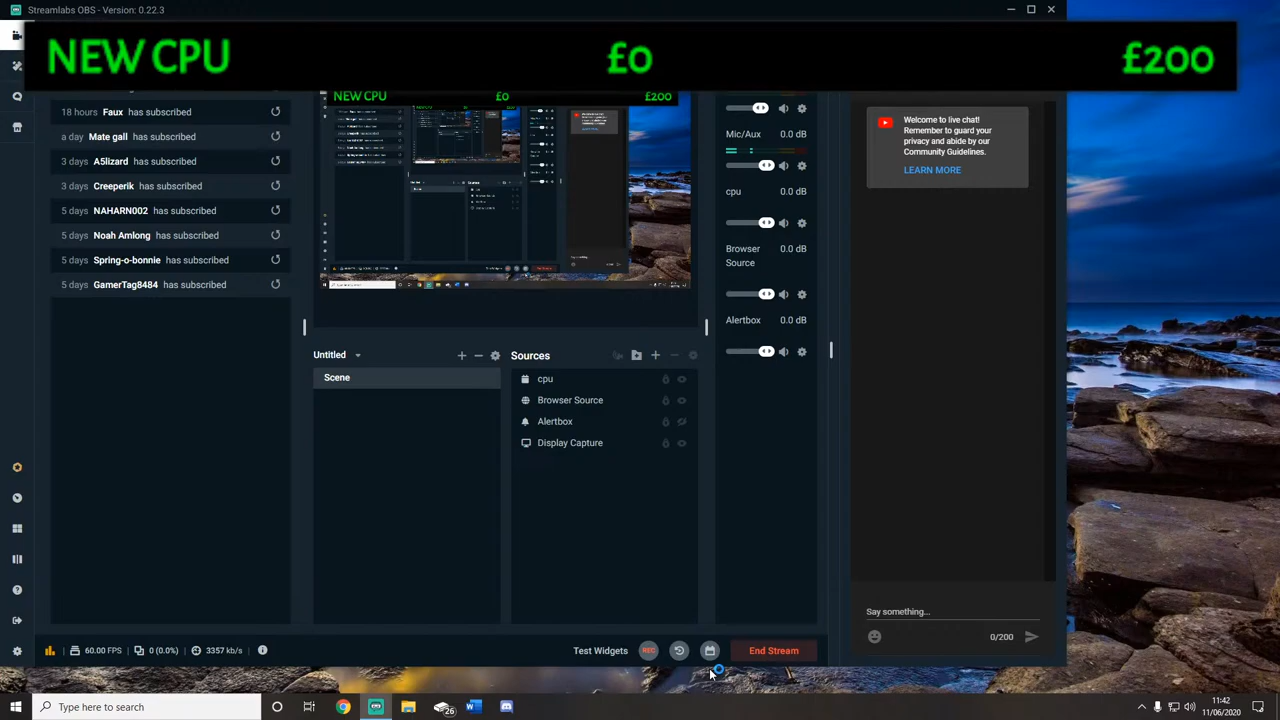 Streamlabs OBS - Version: 0.22.3
NEW CPU £0 £200
18 hours Faux has subscribed
a day Mate gall has subscribed
3 days A5lizard has subscribed
3 days Creeperik has subscribed
5 days NAHARN002 has subscribed
5 days Noah Amlong has subscribed
5 days Spring-o-bonnie has subscribed
5 days GamerTag8484 has subscribed
NEW CPU £0 £200
Untitled
Scene
Sources
cpu
Browser Source
Alertbox
Display Capture
Mic/Aux 0.0 dB
cpu 0.0 dB
Browser Source 0.0 dB
Alertbox 0.0 dB
Welcome to live chat!
Remember to guard your
privacy and abide by your
Community Guidelines.
LEARN MORE
Say something...
0/200
60.00 FPS 0 (0.0%) 3357 kb/s
Test Widgets REC End Stream
Type here to search
26
11:42
11/06/2020